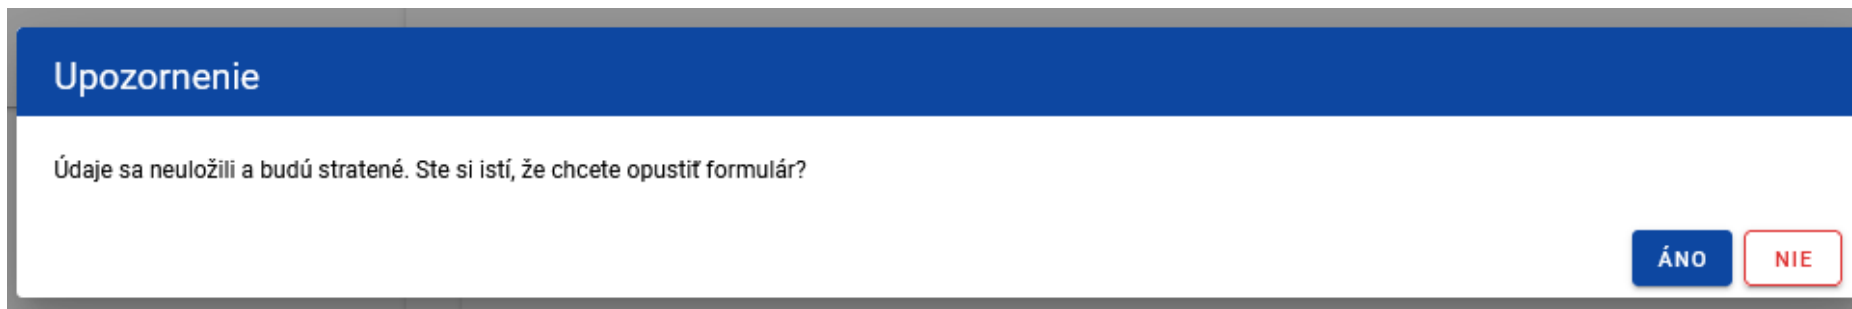 Upozornenie
Údaje sa neuložili a budú stratené. Ste si istí, že chcete opustiť formulár?
ÁNO NIE